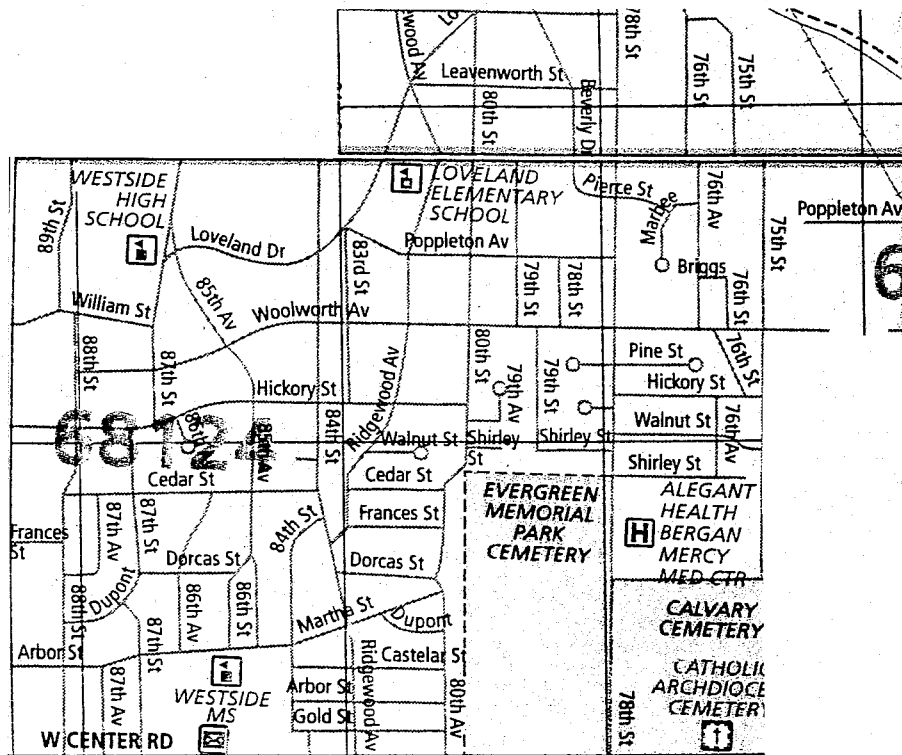 78th St
76th St
75th St
Leavenworth St
80th St
Beverly Dr
WESTSIDE
HIGH
SCHOOL
89th St
LOVELAND
ELEMENTARY
SCHOOL
Pierce St
Marbee
76th Av
75th St
Poppleton Av
6
Loveland Dr
Poppleton Av
83rd St
Briggs
William St
85th Av
Woolworth Av
79th St
78th St
76th St
88th St
87th St
80th St
79th Av
79th St
Pine St
76th St
Hickory St
Hickory St
Ridgewood Av
84th St
Walnut St
76th Av
68124
86th
85th Av
Walnut St
Shirley
St
Shirley St
Shirley St
Cedar St
Cedar St
EVERGREEN
MEMORIAL
PARK
CEMETERY
ALEGANT
HEALTH
BERGAN
MERCY
MED CTR
H
Frances
St
87th Av
87th St
84th St
Frances St
Dorcas St
Dorcas St
Dupont
88th St
86th Av
86th St
Martha St
Dupont
CALVARY
CEMETERY
Arbor St
87th St
87th Av
WESTSIDE
MS
Castelar St
Arbor St
Gold St
Ridgewood Av
80th Av
78th St
CATHOLIC
ARCHDIOCE
CEMETERY
W CENTER RD